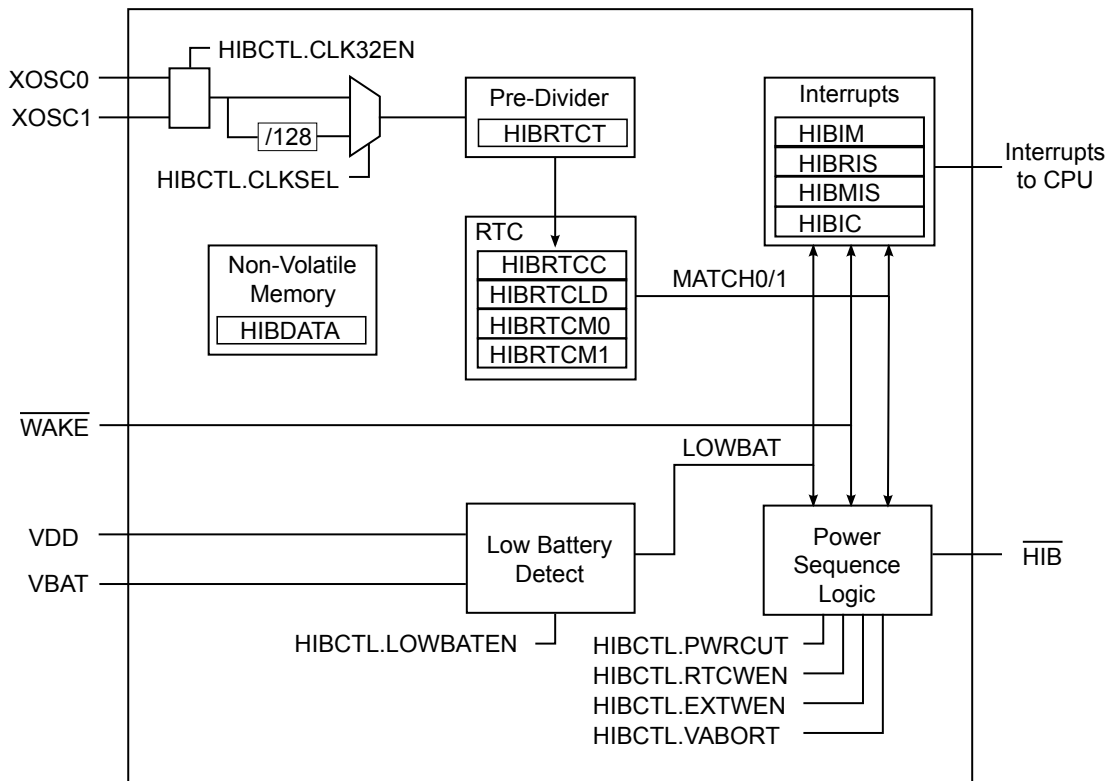 HIBCTL.CLK32EN
XOSC0
XOSC1
/128
HIBCTL.CLKSEL
Pre-Divider
HIBRTCT
Interrupts
HIBIM
HIBRIS
HIBMIS
HIBIC
Interrupts
to CPU
RTC
HIBRTCC
HIBRTCLD
HIBRTCM0
HIBRTCM1
MATCH0/1
Non-Volatile
Memory
HIBDATA
WAKE
LOWBAT
VDD
VBAT
Low Battery
Detect
HIBCTL.LOWBATEN
Power
Sequence
Logic
HIB
HIBCTL.PWRCUT
HIBCTL.RTCWEN
HIBCTL.EXTWEN
HIBCTL.VABORT